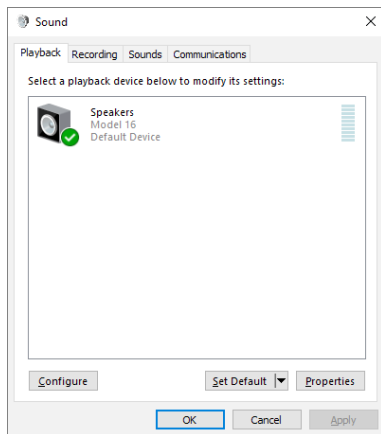 Sound
Playback Recording Sounds Communications
Select a playback device below to modify its settings:
Speakers
Model 16
Default Device
Configure Set Default Properties
OK Cancel Apply